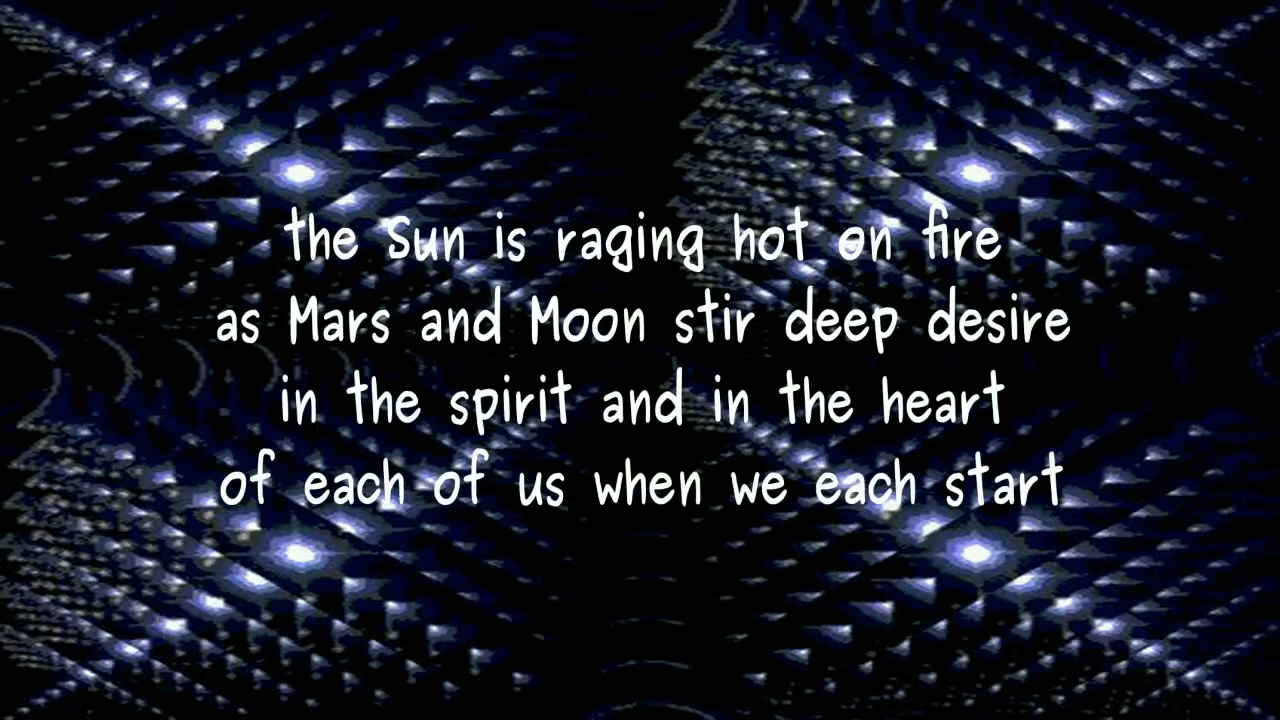 the Sun is raging hot on fire
as Mars and Moon stir deep desire
in the spirit and in the heart
of each of us when we each start